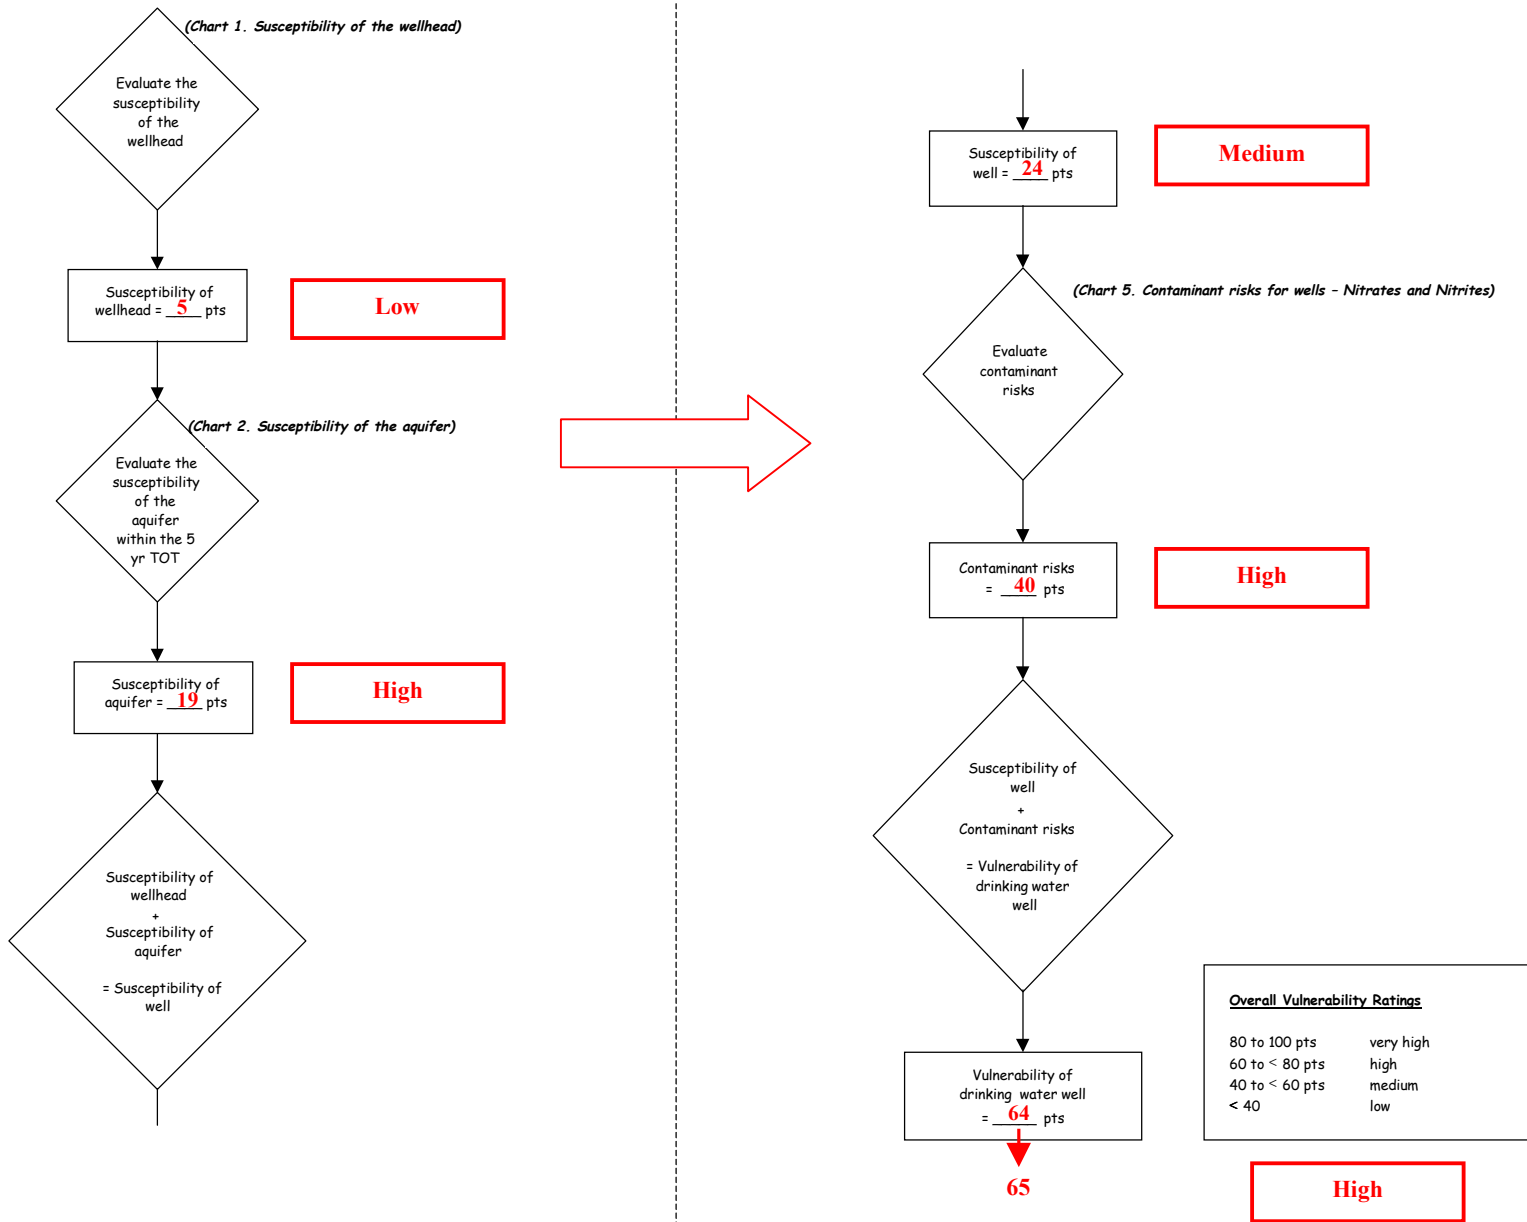 (Chart 1. Susceptibility of the wellhead)
Evaluate the
susceptibility
of the
wellhead
Susceptibility of
wellhead = 5 pts
Low
(Chart 2. Susceptibility of the aquifer)
Evaluate the
susceptibility
of the
aquifer
within the 5
yr TOT
Susceptibility of
aquifer = 19 pts
High
Susceptibility of
wellhead
+
Susceptibility of
aquifer
= Susceptibility of
well
Susceptibility of
well = 24 pts
Medium
(Chart 5. Contaminant risks for wells – Nitrates and Nitrites)
Evaluate
contaminant
risks
Contaminant risks
= 40 pts
High
Susceptibility of
well
+
Contaminant risks
= Vulnerability of
drinking water
well
Vulnerability of
drinking water well
= 64 pts
65
Overall Vulnerability Ratings
80 to 100 pts very high
60 to < 80 pts high
40 to < 60 pts medium
< 40 low
High